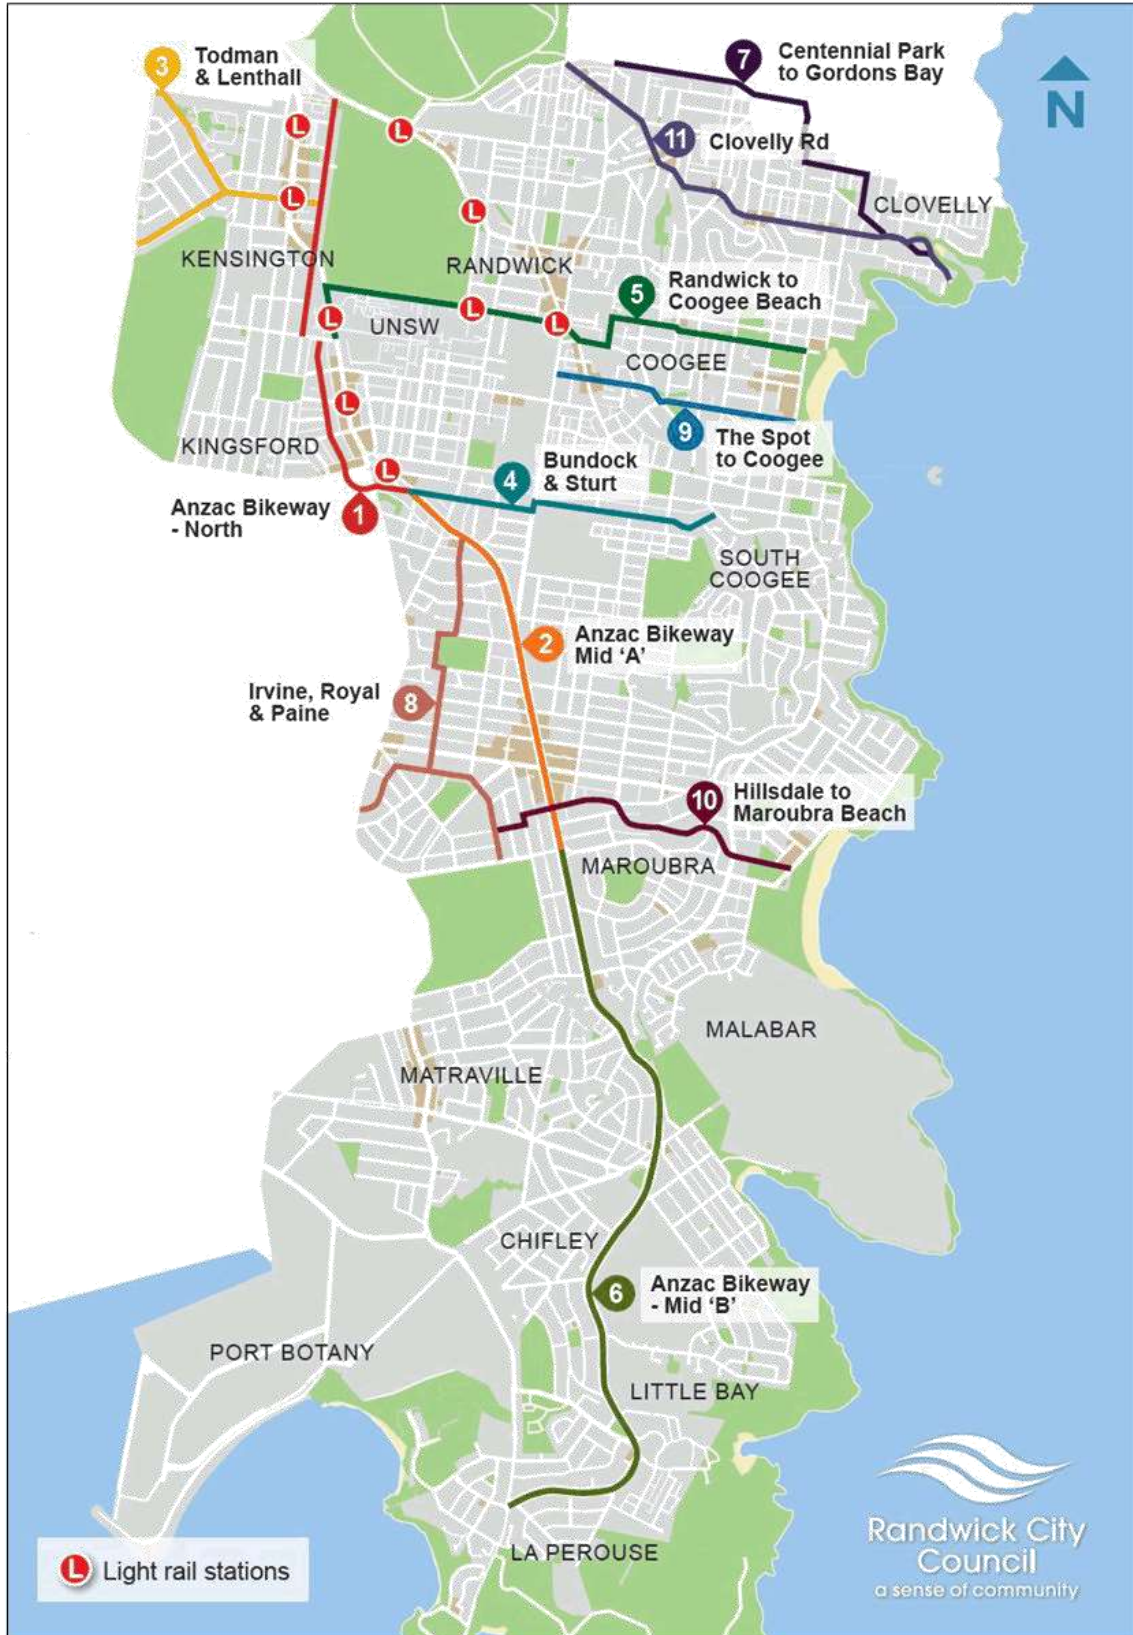 3
Todman
& Lenthall
7
Centennial Park
to Gordons Bay
N
L
L
11
Clovelly Rd
L
L
CLOVELLY
KENSINGTON
RANDWICK
5
Randwick to
Coogee Beach
L
L
L
UNSW
COOGEE
L
9
The Spot
to Coogee
KINGSFORD
L
4
Bundock
& Sturt
Anzac Bikeway
- North
1
SOUTH
COOGEE
2
Anzac Bikeway
Mid ‘A’
Irvine, Royal
& Paine
8
10
Hillsdale to
Maroubra Beach
MAROUBRA
MALABAR
MATRAVILLE
CHIFLEY
6
Anzac Bikeway
- Mid ‘B’
PORT BOTANY
LITTLE BAY
LA PEROUSE
L Light rail stations
Randwick City
Council
a sense of community